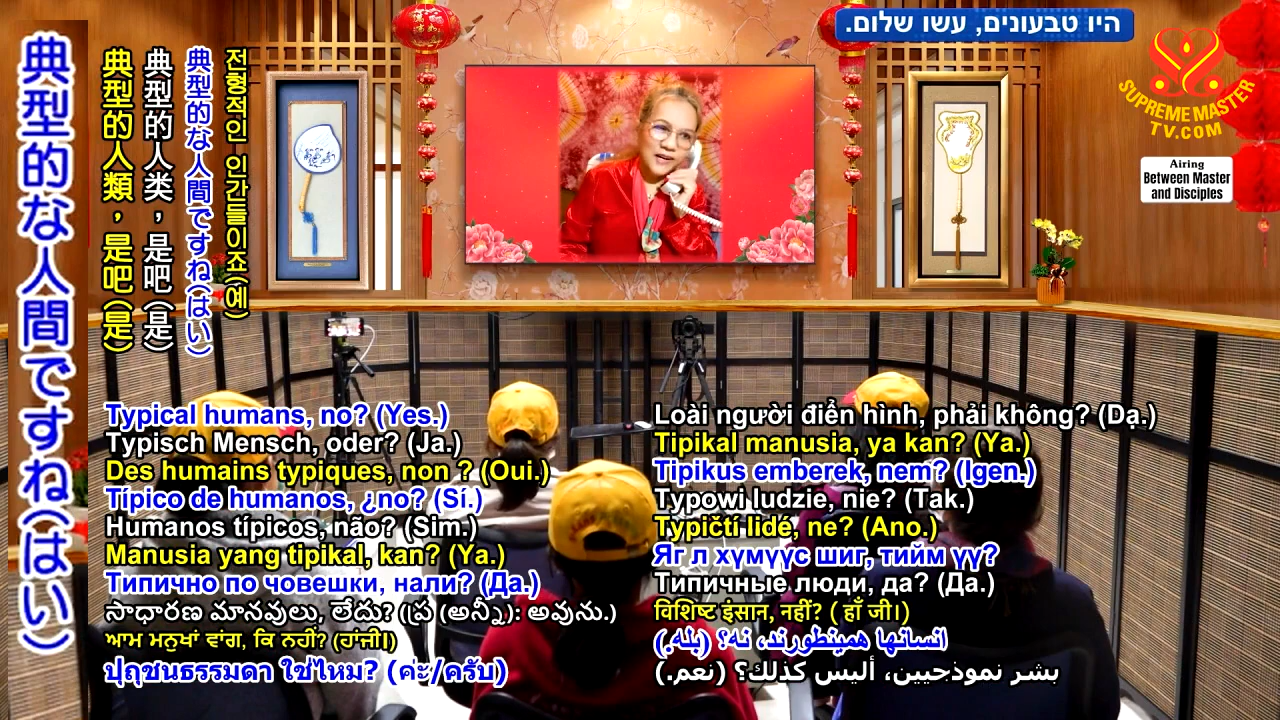 היו טבעונים, עשו שלום.
SUPREME MASTER
TV.COM
Airing
Between Master
and Disciples
典型的な人間ですね(はい)
典型的人類，是吧(是)
典型的人类，是吧(是)
典型的な人間ですね(はい)
전형적인 인간들이죠(예)
Typical humans, no? (Yes.)
Typisch Mensch, oder? (Ja.)
Des humains typiques, non ? (Oui.)
Típico de humanos, ¿no? (Sí.)
Humanos típicos, não? (Sim.)
Manusia yang tipikal, kan? (Ya.)
Типично по човешки, нали? (Да.)
సాధారణ మానవులు, లేదు? (ప్ర (అన్నీ): అవును.)
ਆਮ ਮਨੁਖਾਂ ਵਾਂਗ, ਕਿ ਨਹੀਂ? (ਹਾਂਜੀ।)
ปุถุชนธรรมดา ใช่ไหม? (ค่ะ/ครับ)
Loài người điển hình, phải không? (Dạ.)
Tipikal manusia, ya kan? (Ya.)
Tipikus emberek, nem? (Igen.)
Typowi ludzie, nie? (Tak.)
Typičtí lidé, ne? (Ano.)
Яг л хүмүүс шиг, тийм үү?
Типичные люди, да? (Да.)
विशिष्ट इंसान, नहीं? ( हाँ जी।)
انسانها همینطورند، نه؟ (بله.)
بشر نموذجيين، أليس كذلك؟ (نعم.)